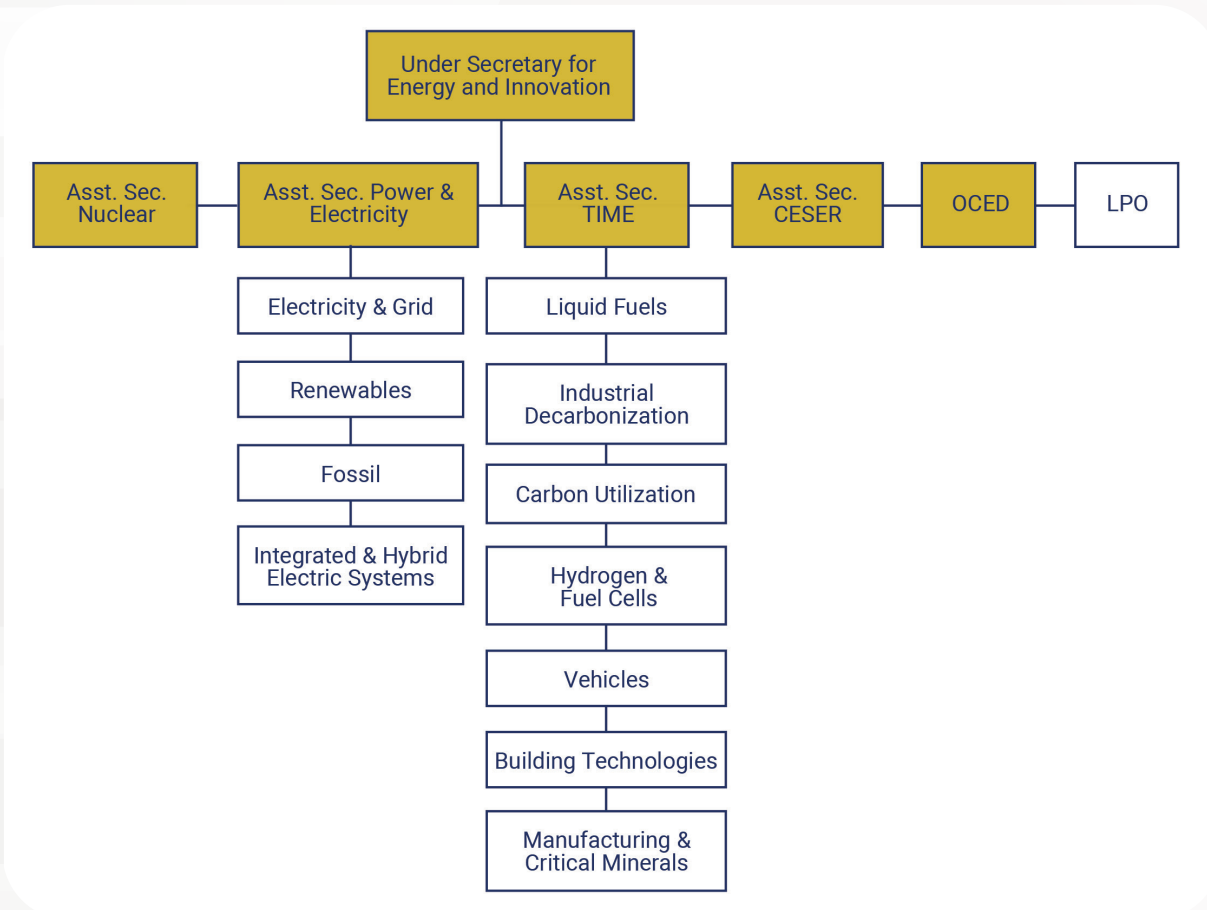 Under Secretary for
Energy and Innovation
Asst. Sec.
Nuclear
Asst. Sec. Power &
Electricity
Asst. Sec.
TIME
Asst. Sec.
CESER
OCED
LPO
Electricity & Grid
Renewables
Fossil
Integrated & Hybrid
Electric Systems
Liquid Fuels
Industrial
Decarbonization
Carbon Utilization
Hydrogen &
Fuel Cells
Vehicles
Building Technologies
Manufacturing &
Critical Minerals